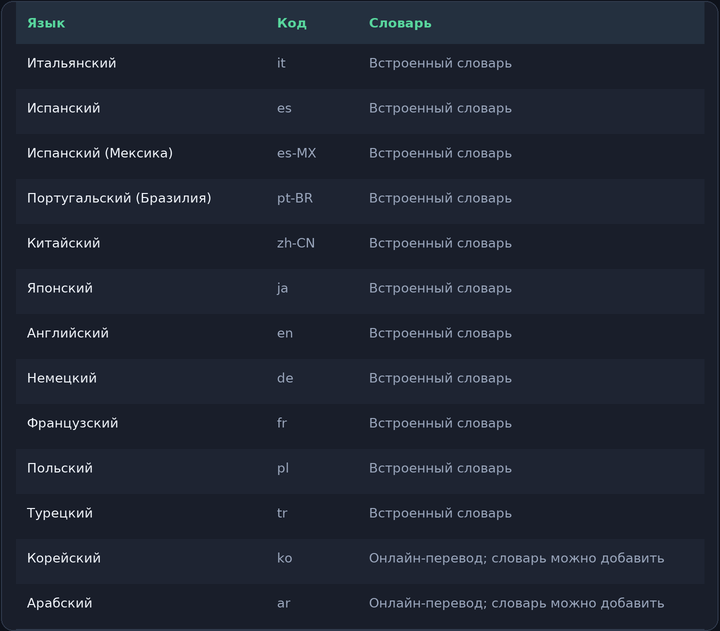 Язык Код Словарь
Итальянский it Встроенный словарь
Испанский es Встроенный словарь
Испанский (Мексика) es-MX Встроенный словарь
Португальский (Бразилия) pt-BR Встроенный словарь
Китайский zh-CN Встроенный словарь
Японский ja Встроенный словарь
Английский en Встроенный словарь
Немецкий de Встроенный словарь
Французский fr Встроенный словарь
Польский pl Встроенный словарь
Турецкий tr Встроенный словарь
Корейский ko Онлайн-перевод; словарь можно добавить
Арабский ar Онлайн-перевод; словарь можно добавить